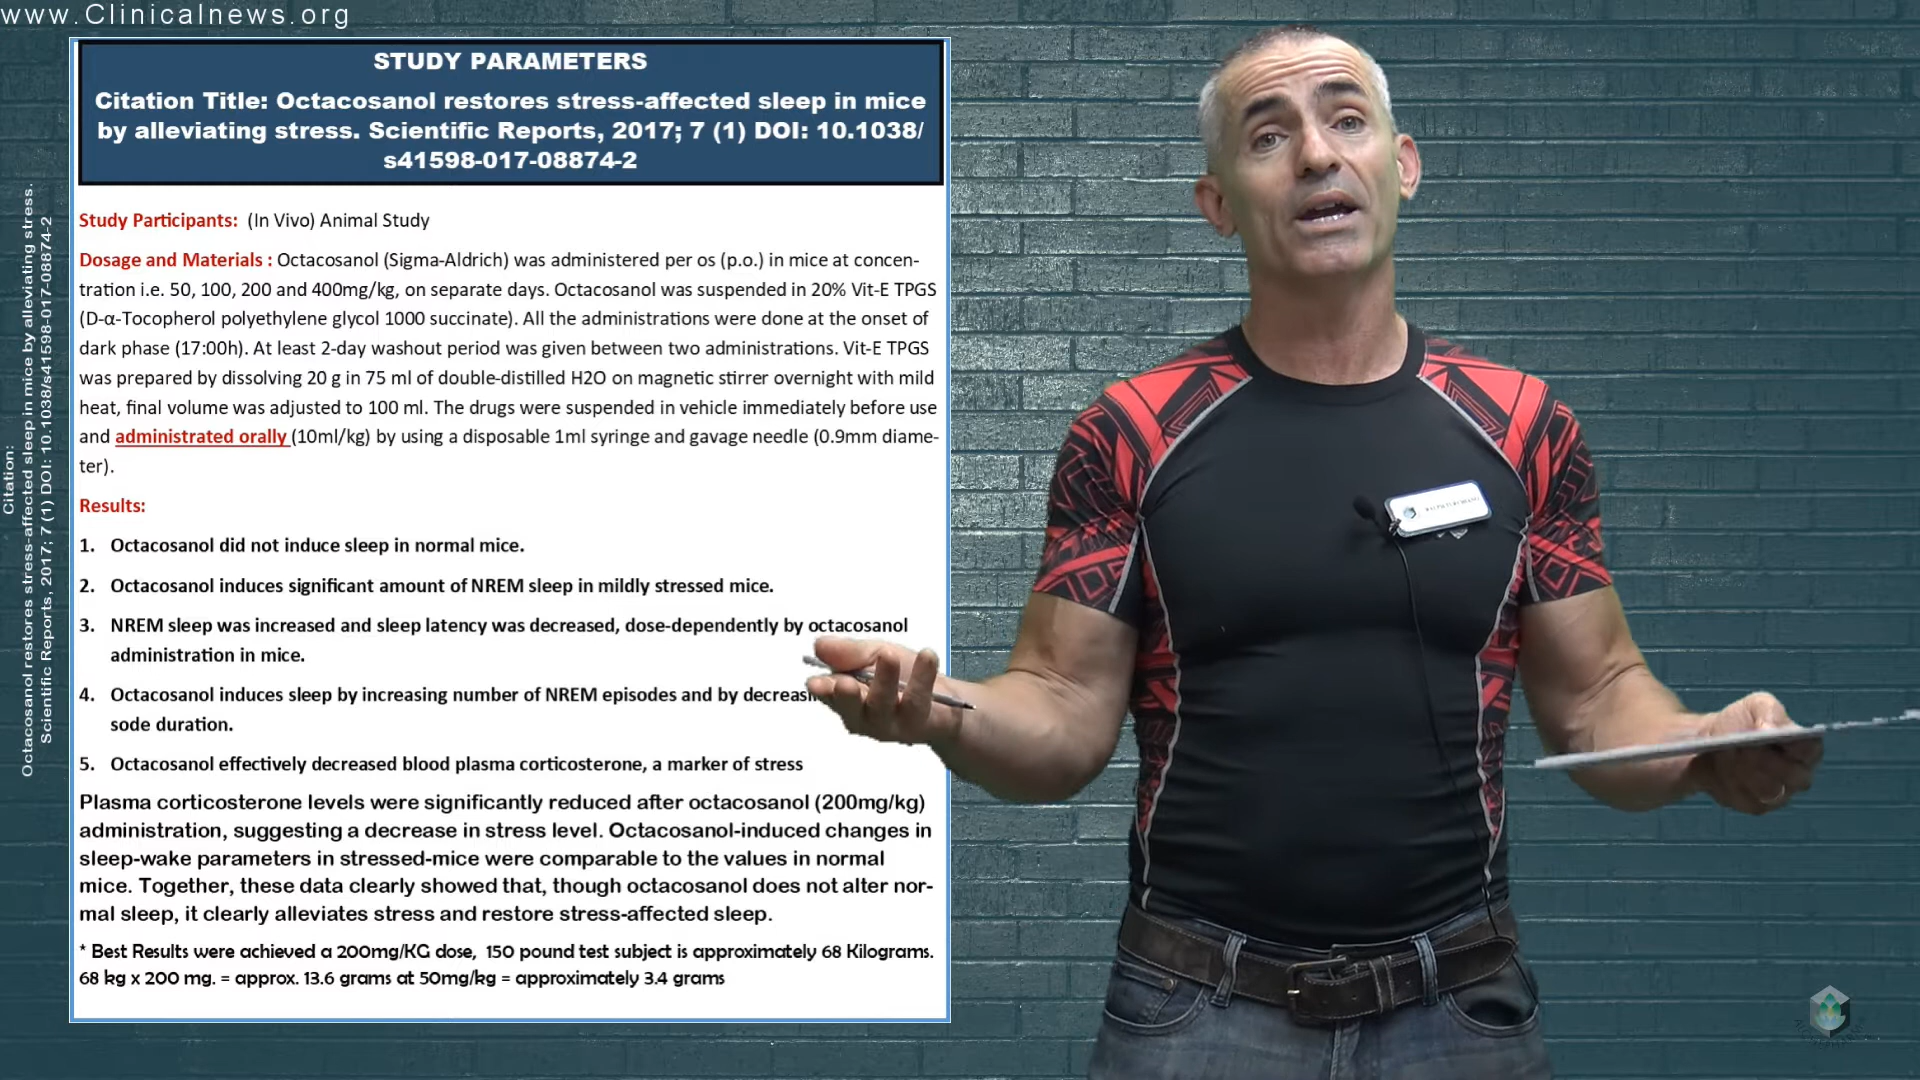 www.Clinicalnews.org
STUDY PARAMETERS
Citation Title: Octacosanol restores stress-affected sleep in mice
by alleviating stress. Scientific Reports, 2017; 7 (1) DOI: 10.1038/
s41598-017-08874-2
Study Participants: (In Vivo) Animal Study
Dosage and Materials : Octacosanol (Sigma-Aldrich) was administered per os (p.o.) in mice at concen-
tration i.e. 50, 100, 200 and 400mg/kg, on separate days. Octacosanol was suspended in 20% Vit-E TPGS
(D-α-Tocopherol polyethylene glycol 1000 succinate). All the administrations were done at the onset of
dark phase (17:00h). At least 2-day washout period was given between two administrations. Vit-E TPGS
was prepared by dissolving 20 g in 75 ml of double-distilled H2O on magnetic stirrer overnight with mild
heat, final volume was adjusted to 100 ml. The drugs were suspended in vehicle immediately before use
and administrated orally (10ml/kg) by using a disposable 1ml syringe and gavage needle (0.9mm diame-
ter).
Results:
1. Octacosanol did not induce sleep in normal mice.
2. Octacosanol induces significant amount of NREM sleep in mildly stressed mice.
3. NREM sleep was increased and sleep latency was decreased, dose-dependently by octacosanol
administration in mice.
4. Octacosanol induces sleep by increasing number of NREM episodes and by
sode duration.
5. Octacosanol effectively decreased blood plasma corticosterone, a marker of stress
Plasma corticosterone levels were significantly reduced after octacosanol (200mg/kg)
administration, suggesting a decrease in stress level. Octacosanol-induced changes in
sleep-wake parameters in stressed-mice were comparable to the values in normal
mice. Together, these data clearly showed that, though octacosanol does not alter nor-
mal sleep, it clearly alleviates stress and restore stress-affected sleep.
* Best Results were achieved a 200mg/KG dose, 150 pound test subject is approximately 68 Kilograms.
68 kg x 200 mg. = approx. 13.6 grams at 50mg/kg = approximately 3.4 grams
Citation:
Octacosanol restores stress-affected sleep in mice by alleviating stress.
Scientific Reports, 2017; 7 (1) DOI: 10.1038/s41598-017-08874-2